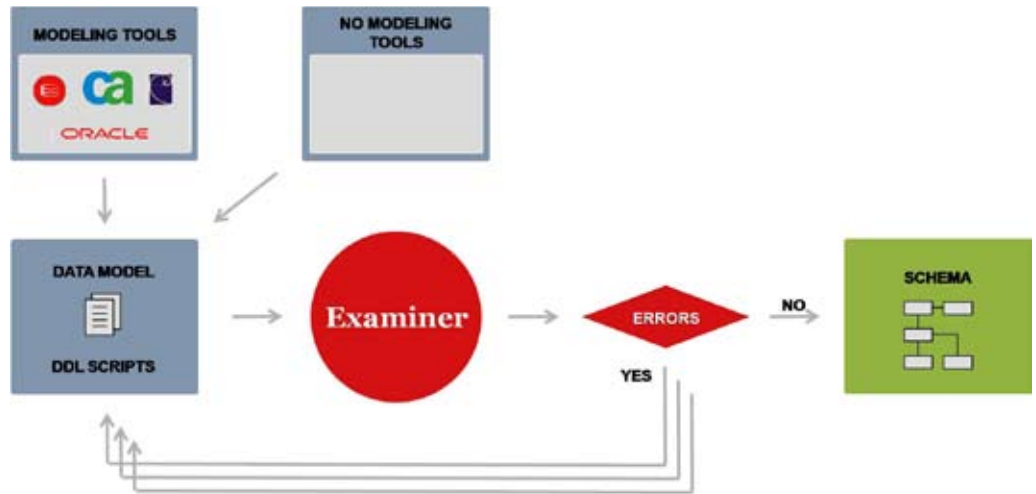 MODELING TOOLS
NO MODELING
TOOLS
ca
ORACLE
DATA MODEL
DDL SCRIPTS
Examiner
ERRORS
NO
YES
SCHEMA